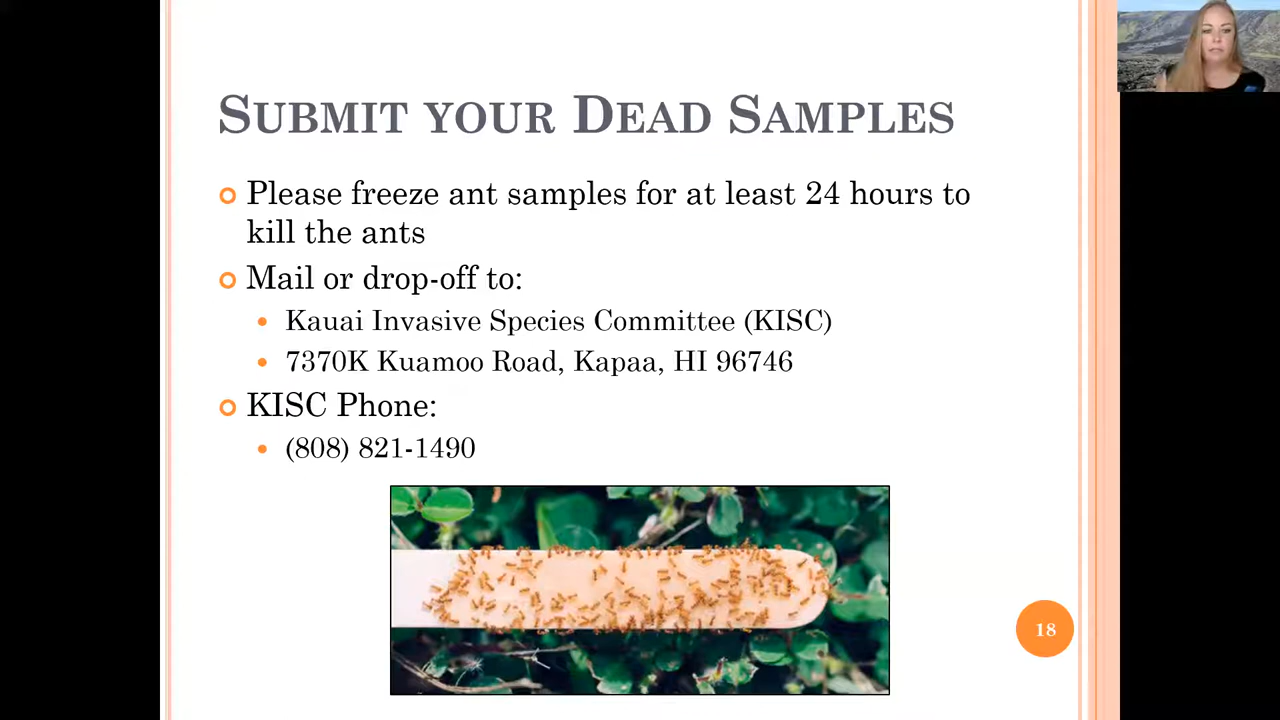 SUBMIT YOUR DEAD SAMPLES
Please freeze ant samples for at least 24 hours to
kill the ants
Mail or drop-off to:
Kauai Invasive Species Committee (KISC)
7370K Kuamoo Road, Kapaa, HI 96746
KISC Phone:
(808) 821-1490
18